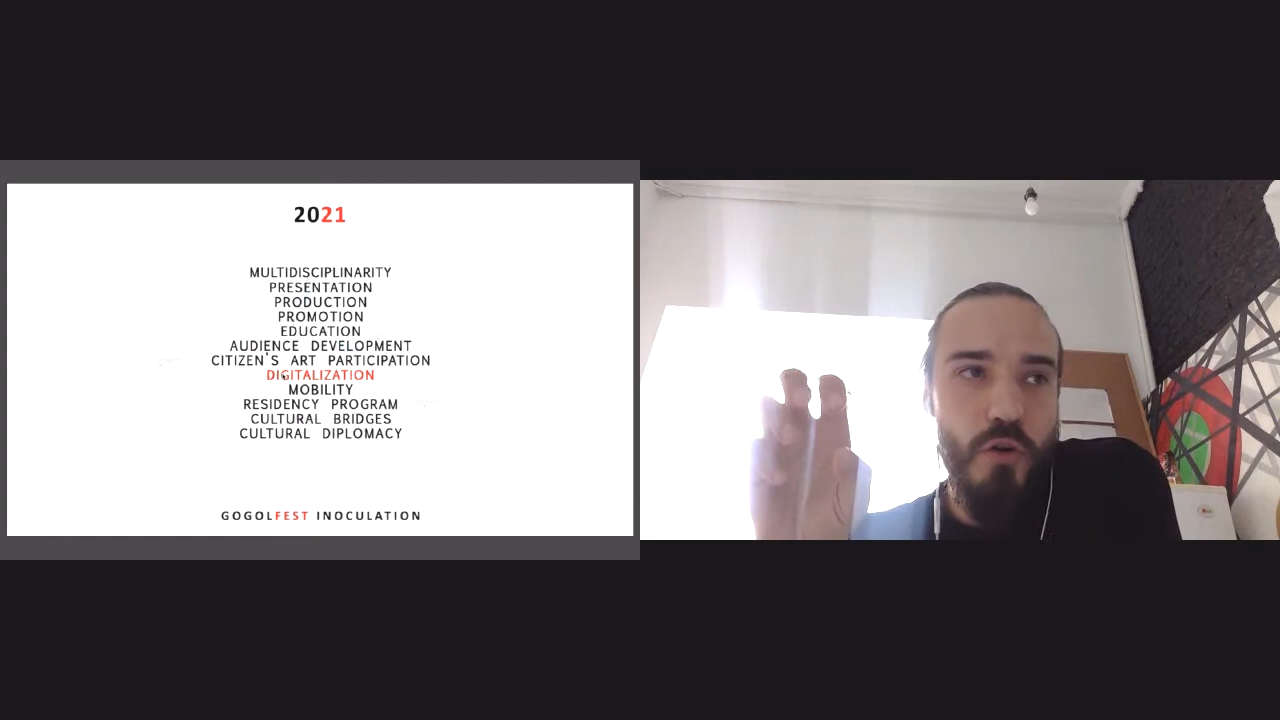 2021
MULTIDISCIPLINARITY
PRESENTATION
PRODUCTION
PROMOTION
EDUCATION
AUDIENCE DEVELOPMENT
CITIZEN'S ART PARTICIPATION
DIGITALIZATION
MOBILITY
RESIDENCY PROGRAM
CULTURAL BRIDGES
CULTURAL DIPLOMACY
GOGOLFEST INOCULATION